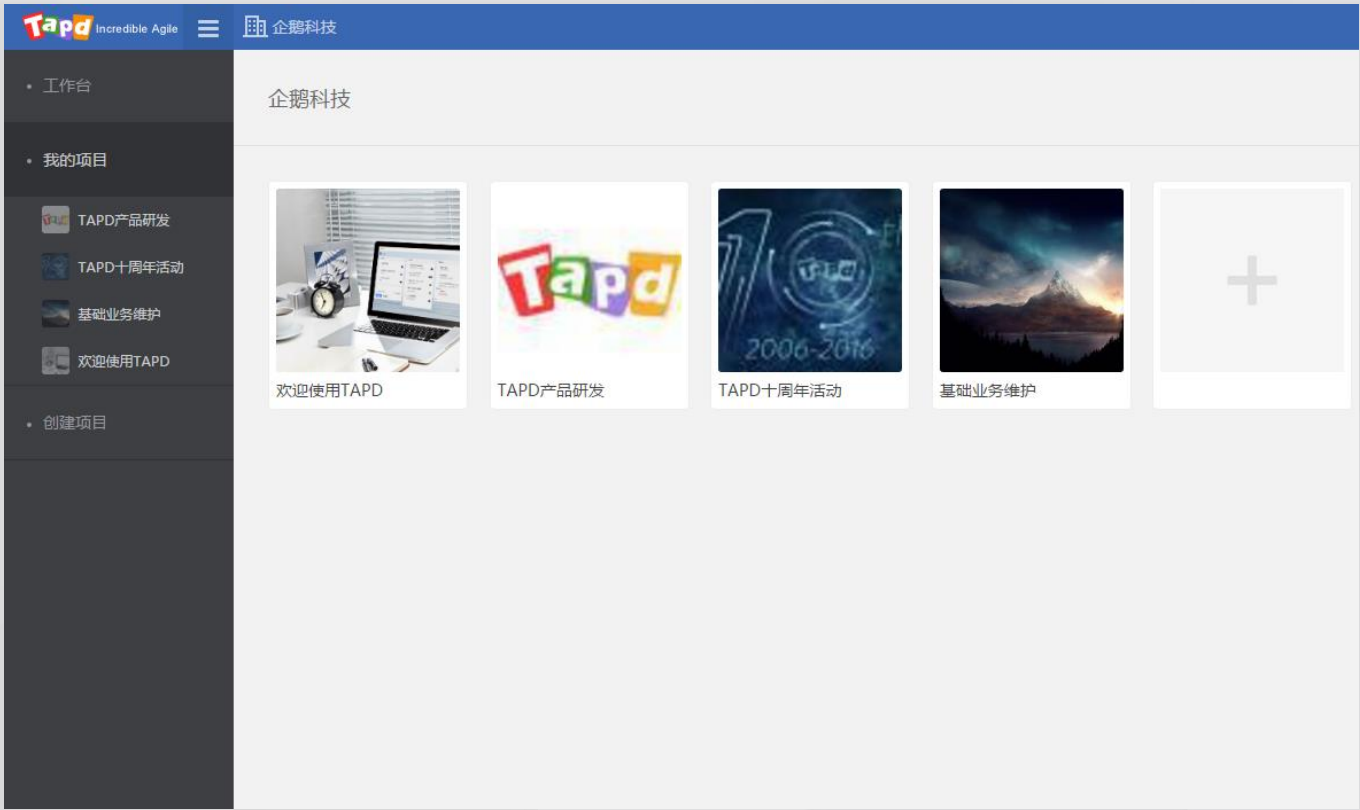 Tapd Incredible Agile
企鹅科技
工作台
我的项目
TAPD产品研发
TAPD十周年活动
基础业务维护
欢迎使用TAPD
创建项目
企鹅科技
Tapd
10
TAPD
2006-2016
欢迎使用TAPD
TAPD产品研发
TAPD十周年活动
基础业务维护